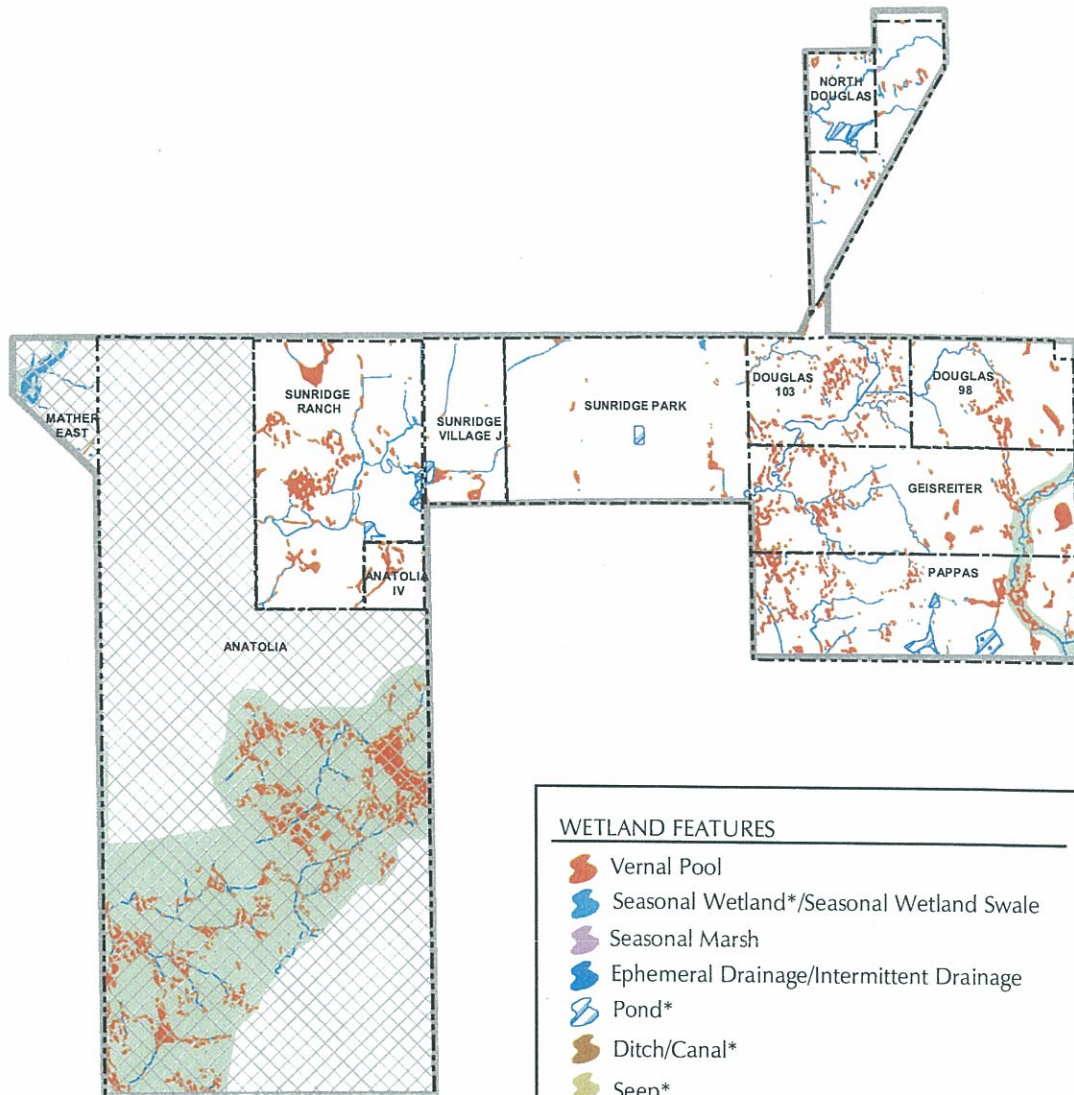 NORTH
DOUGLAS
MATHER
EAST
SUNRIDGE
RANCH
SUNRIDGE
VILLAGE J
SUNRIDGE PARK
DOUGLAS
103
DOUGLAS
98
GEISREITER
PAPPAS
ANATOLIA
IV
ANATOLIA
WETLAND FEATURES
Vernal Pool
Seasonal Wetland*/Seasonal Wetland Swale
Seasonal Marsh
Ephemeral Drainage/Intermittent Drainage
Pond*
Ditch/Canal*
Seep*